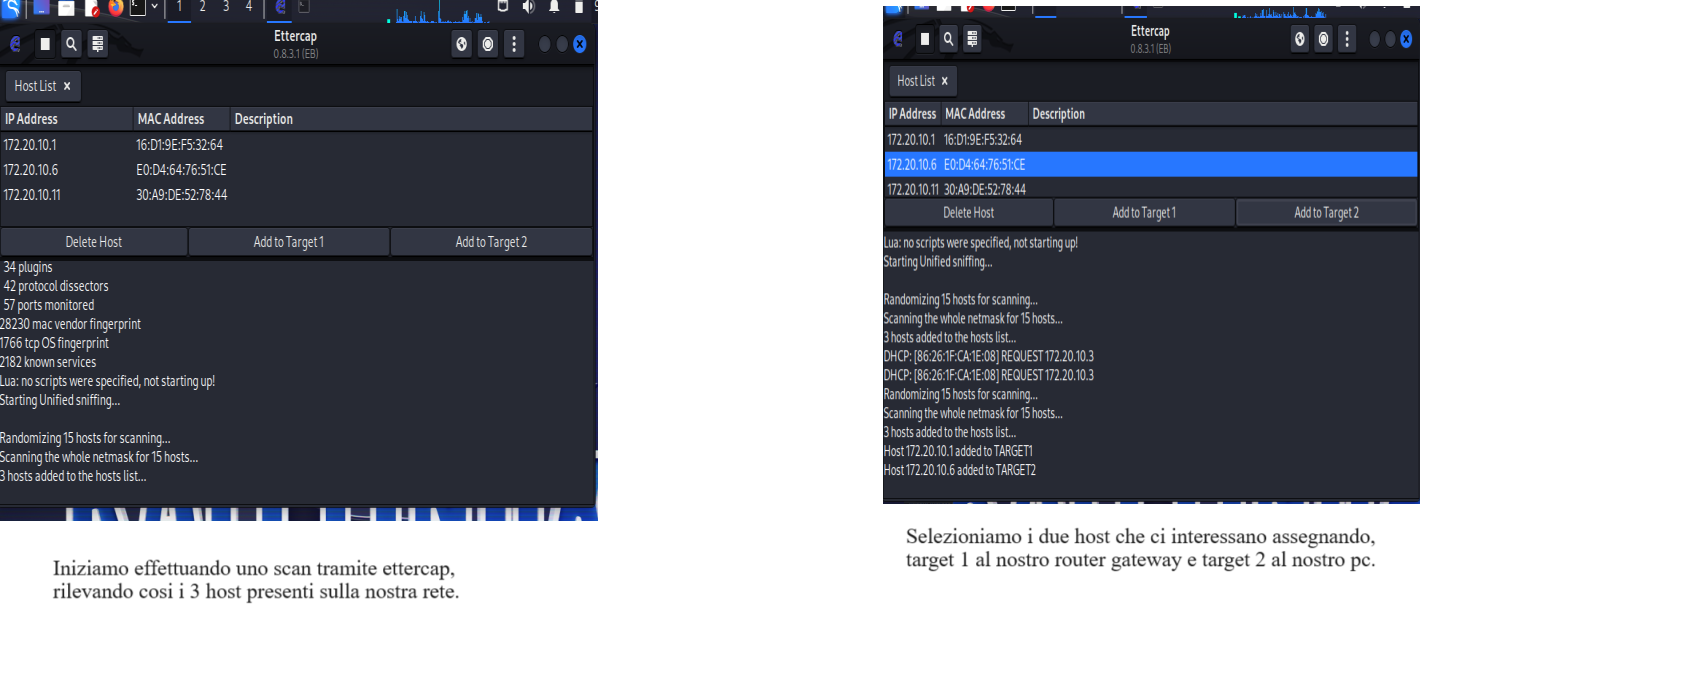 1 2 3 4
Ettercap
0.8.3.1 (EB)
Host List ×
IP Address MAC Address Description
172.20.10.1 16:D1:9E:F5:32:64
172.20.10.6 E0:D4:64:76:51:CE
172.20.10.11 30:A9:DE:52:78:44
Delete Host Add to Target 1 Add to Target 2
34 plugins
42 protocol dissectors
57 ports monitored
28230 mac vendor fingerprint
1766 tcp OS fingerprint
2182 known services
Lua: no scripts were specified, not starting up!
Starting Unified sniffing...
Randomizing 15 hosts for scanning...
Scanning the whole netmask for 15 hosts...
3 hosts added to the hosts list...
Iniziamo effettuando uno scan tramite ettercap,
rilevando cosi i 3 host presenti sulla nostra rete.
Ettercap
0.8.3.1 (EB)
Host List ×
IP Address MAC Address Description
172.20.10.1 16:D1:9E:F5:32:64
172.20.10.6 E0:D4:64:76:51:CE
172.20.10.11 30:A9:DE:52:78:44
Delete Host Add to Target 1 Add to Target 2
Lua: no scripts were specified, not starting up!
Starting Unified sniffing...
Randomizing 15 hosts for scanning...
Scanning the whole netmask for 15 hosts...
3 hosts added to the hosts list...
DHCP: [86:26:1F:CA:1E:08] REQUEST 172.20.10.3
DHCP: [86:26:1F:CA:1E:08] REQUEST 172.20.10.3
Randomizing 15 hosts for scanning...
Scanning the whole netmask for 15 hosts...
3 hosts added to the hosts list...
Host 172.20.10.1 added to TARGET1
Host 172.20.10.6 added to TARGET2
Selezioniamo i due host che ci interessano assegnando,
target 1 al nostro router gateway e target 2 al nostro pc.